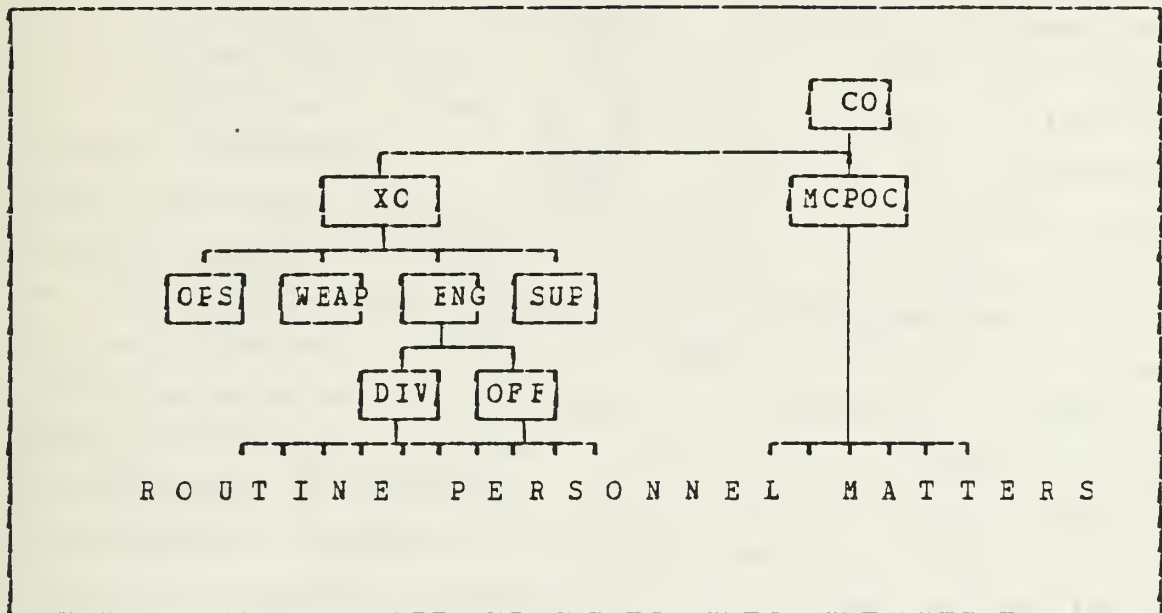 CO
XO MCPOC
OPS WEAP ENG SUP
DIV OFF
ROUTINE PERSONNEL MATTERS